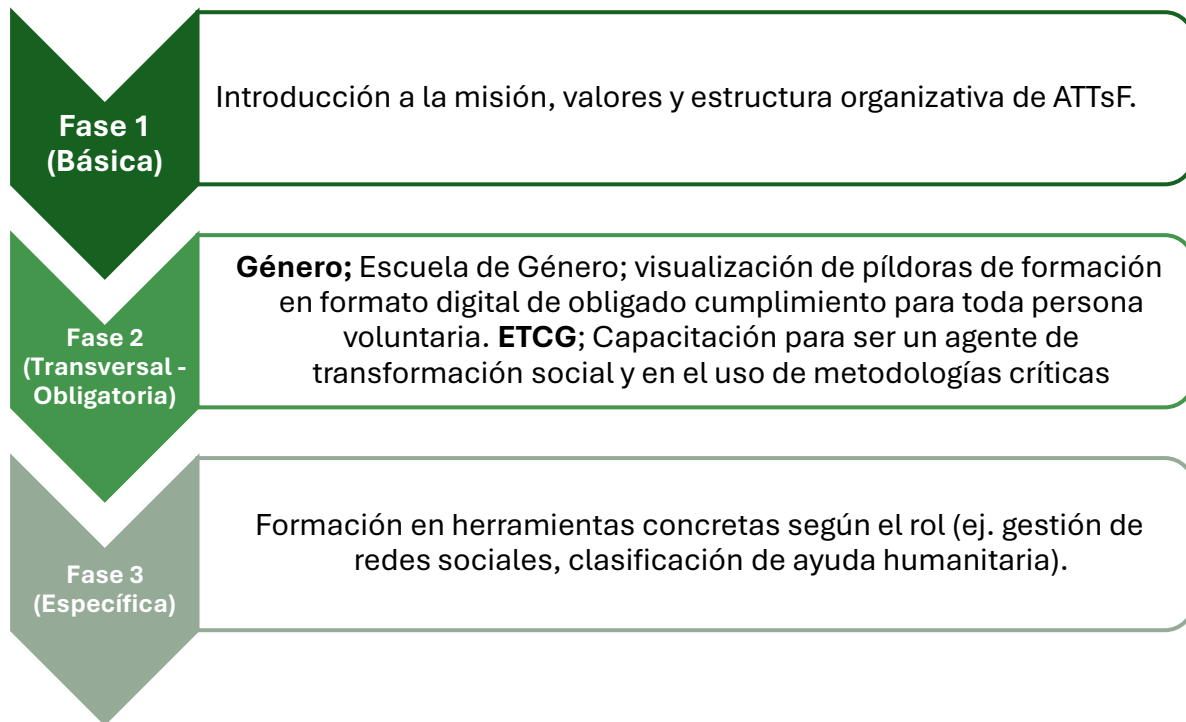 Fase 1
(Básica)
Introducción a la misión, valores y estructura organizativa de ATTsF.
Fase 2
(Transversal -
Obligatoria)
Género; Escuela de Género; visualización de píldoras de formación
en formato digital de obligado cumplimiento para toda persona
voluntaria. ETCG; Capacitación para ser un agente de
transformación social y en el uso de metodologías críticas
Fase 3
(Específica)
Formación en herramientas concretas según el rol (ej. gestión de
redes sociales, clasificación de ayuda humanitaria).